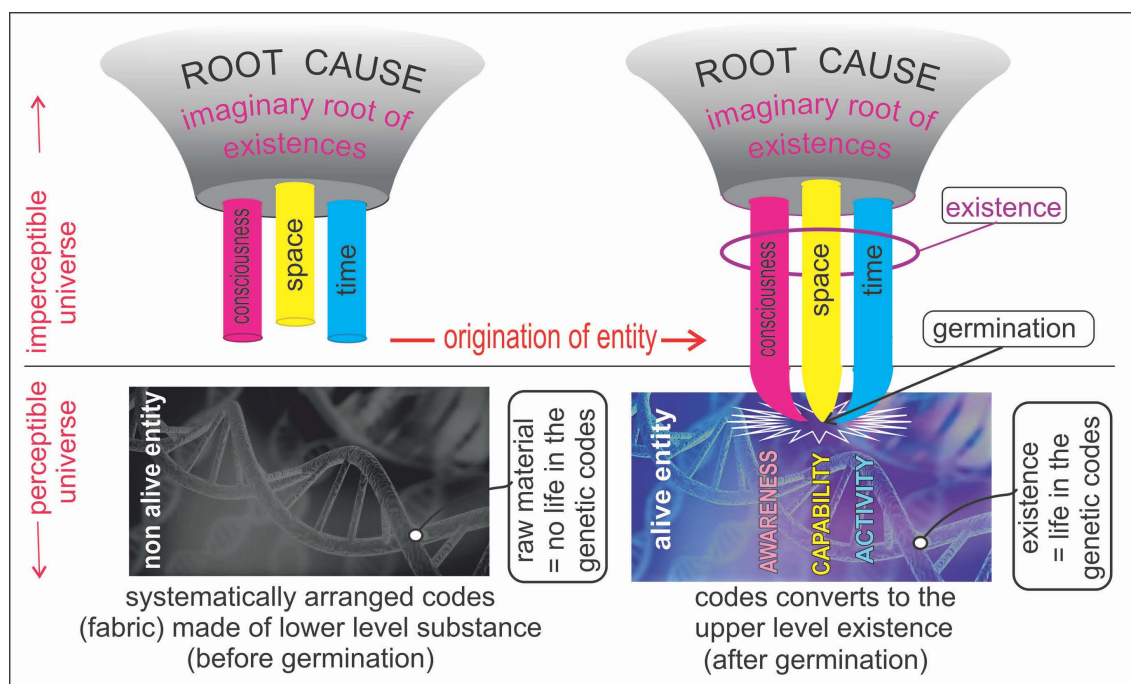 ROOT CAUSE
imaginary root of
existences
consciousness
space
time
imperceptible
universe
ROOT CAUSE
imaginary root of
existences
consciousness
space
time
existence
origination of entity
germination
perceptible
universe
non alive entity
raw material
= no life in the
genetic codes
systematically arranged codes
(fabric) made of lower level substance
(before germination)
alive entity
AWARENESS
CAPABILITY
ACTIVITY
existence
= life in the
genetic codes
codes converts to the
upper level existence
(after germination)